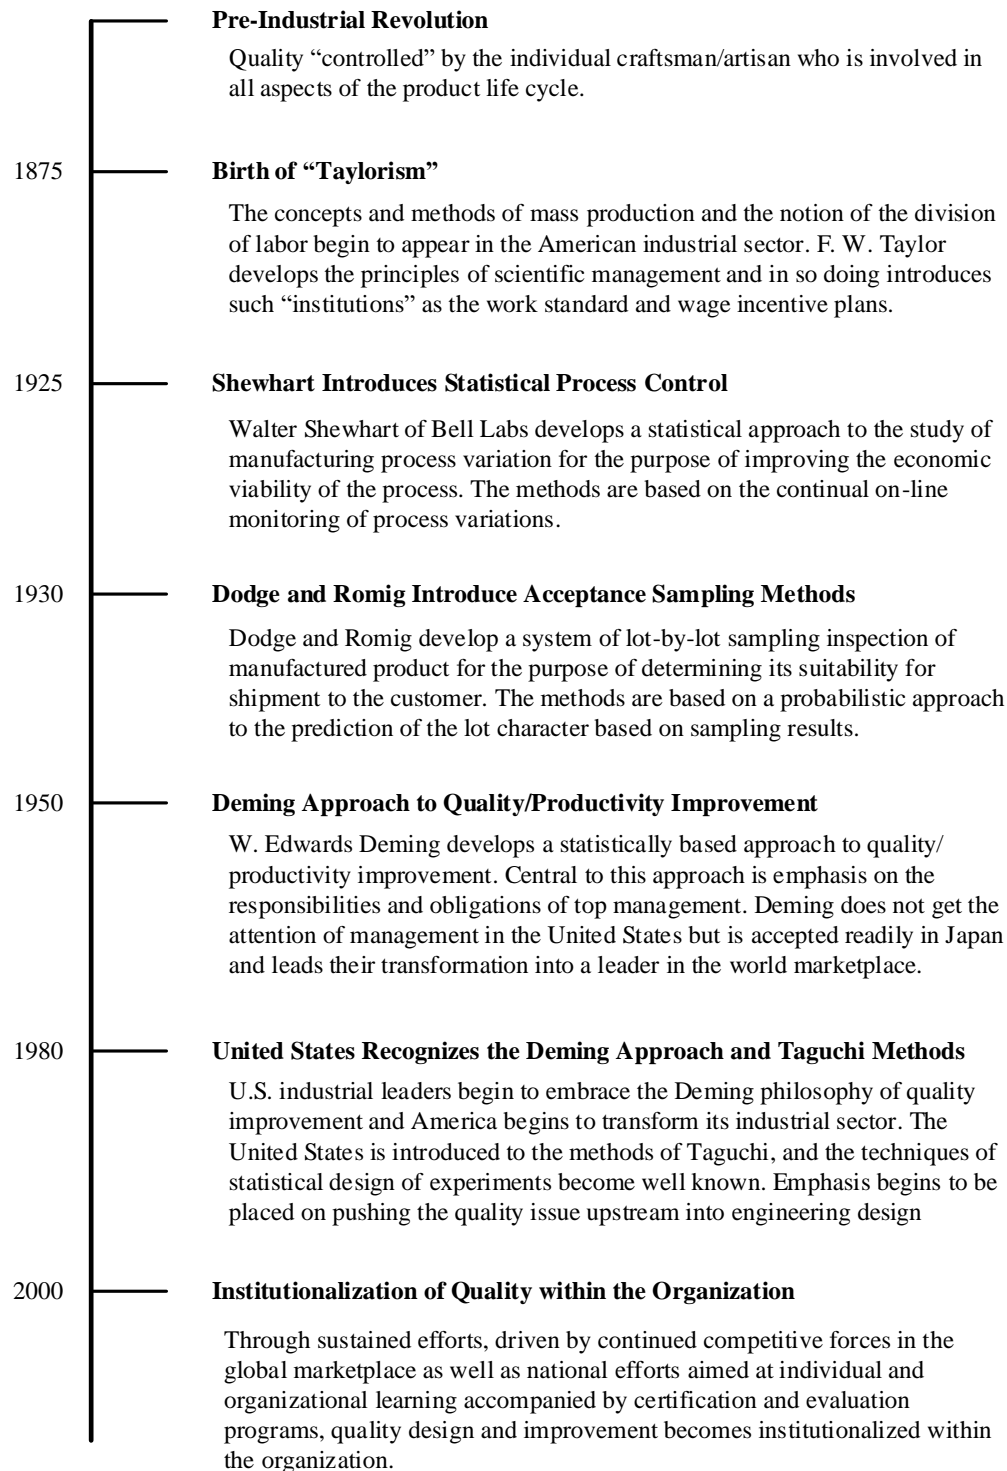 Pre-Industrial Revolution
Quality “controlled” by the individual craftsman/artisan who is involved in
all aspects of the product life cycle.
1875
Birth of “Taylorism”
The concepts and methods of mass production and the notion of the division
of labor begin to appear in the American industrial sector. F. W. Taylor
develops the principles of scientific management and in so doing introduces
such “institutions” as the work standard and wage incentive plans.
1925
Shewhart Introduces Statistical Process Control
Walter Shewhart of Bell Labs develops a statistical approach to the study of
manufacturing process variation for the purpose of improving the economic
viability of the process. The methods are based on the continual on-line
monitoring of process variations.
1930
Dodge and Romig Introduce Acceptance Sampling Methods
Dodge and Romig develop a system of lot-by-lot sampling inspection of
manufactured product for the purpose of determining its suitability for
shipment to the customer. The methods are based on a probabilistic approach
to the prediction of the lot character based on sampling results.
1950
Deming Approach to Quality/Productivity Improvement
W. Edwards Deming develops a statistically based approach to quality/
productivity improvement. Central to this approach is emphasis on the
responsibilities and obligations of top management. Deming does not get the
attention of management in the United States but is accepted readily in Japan
and leads their transformation into a leader in the world marketplace.
1980
United States Recognizes the Deming Approach and Taguchi Methods
U.S. industrial leaders begin to embrace the Deming philosophy of quality
improvement and America begins to transform its industrial sector. The
United States is introduced to the methods of Taguchi, and the techniques of
statistical design of experiments become well known. Emphasis begins to be
placed on pushing the quality issue upstream into engineering design
2000
Institutionalization of Quality within the Organization
Through sustained efforts, driven by continued competitive forces in the
global marketplace as well as national efforts aimed at individual and
organizational learning accompanied by certification and evaluation
programs, quality design and improvement becomes institutionalized within
the organization.